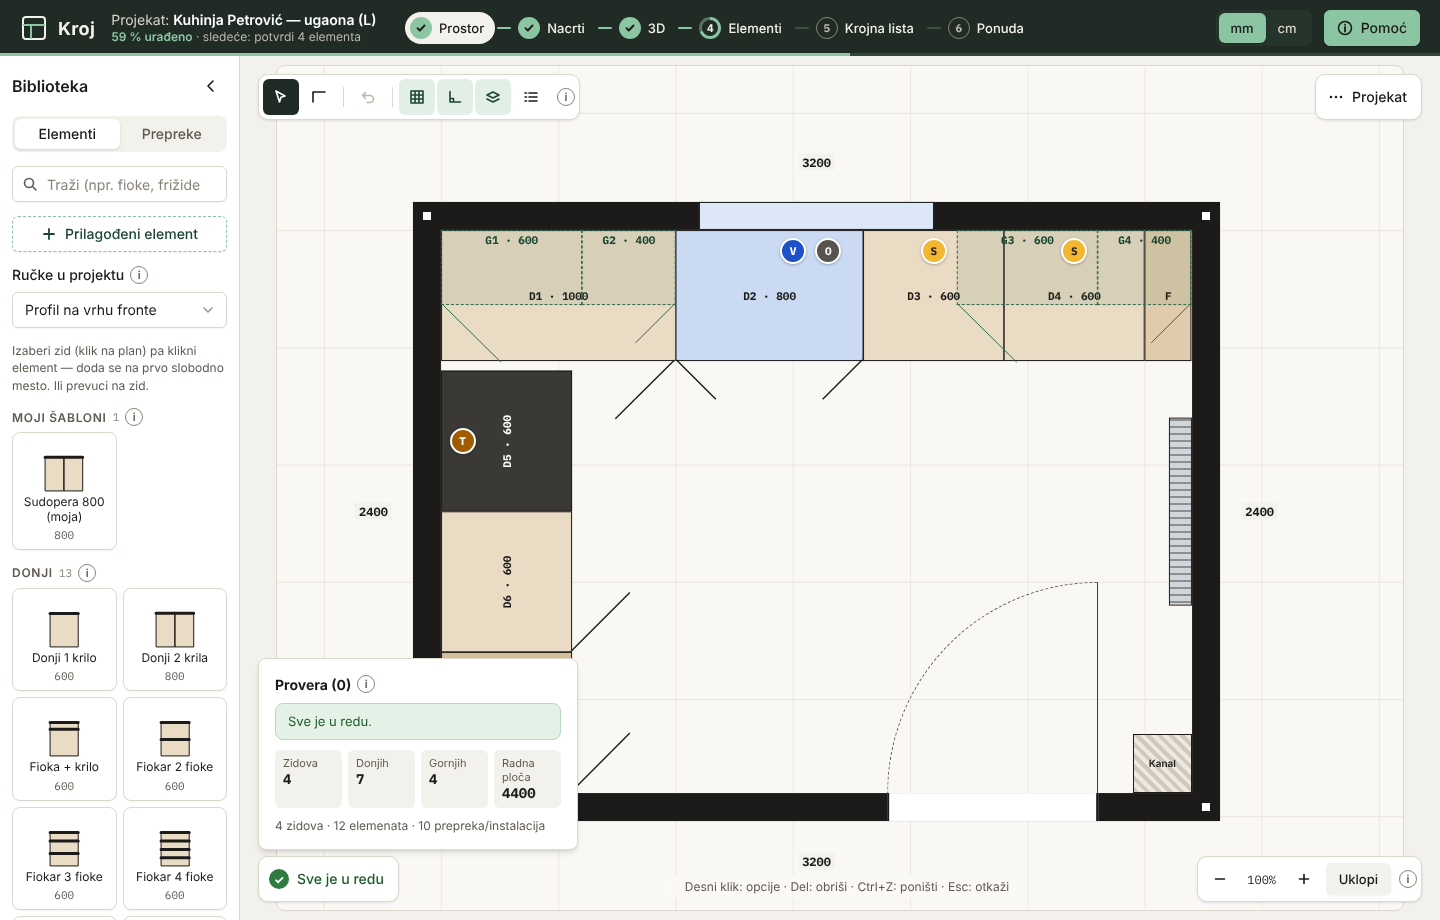 Kroj
Projekat: Kuhinja Petrović — ugaona (L)
59 % urađeno · sledeće: potvrdi 4 elementa
Prostor
Nacrti
3D
4 Elementi
5 Krojna lista
6 Ponuda
mm
cm
Pomoć
Biblioteka
Elementi
Prepreke
Traži (npr. fioke, frižide
Prilagođeni element
Ručke u projektu
Profil na vrhu fronte
Izaberi zid (klik na plan) pa klikni
element — doda se na prvo slobodno
mesto. Ili prevuci na zid.
MOJI ŠABLONI 1
Sudopera 800
(moja)
800
DONJI 13
Donji 1 krilo
600
Donji 2 krila
800
Fioka + krilo
600
Fiokar 2 fioke
600
Fiokar 3 fioke
600
Fiokar 4 fioke
600
Projekat
3200
G1 · 600
G2 · 400
V
O
S
G3 · 600
S
G4 · 400
D1 · 1000
D2 · 800
D3 · 600
D4 · 600
F
T
D5 · 600
2400
2400
D6 · 600
Kanal
Provera (0)
Sve je u redu.
Zidova
4
Donjih
7
Gornjih
4
Radna
ploča
4400
4 zidova · 12 elemenata · 10 prepreka/instalacija
Sve je u redu
3200
Desni klik: opcije · Del: obriši · Ctrl+Z: poništi · Esc: otkaži
100%
Uklopi